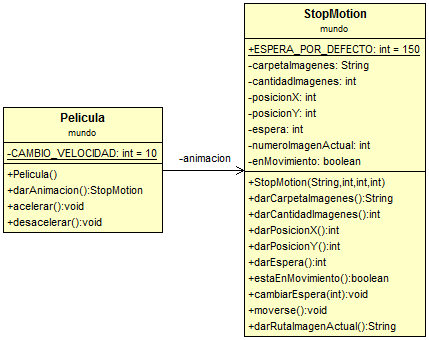 StopMotion
mundo
+ESPERA_POR_DEFECTO: int = 150
-carpetaImagenes: String
-cantidadImagenes: int
-posicionX: int
-posicionY: int
-espera: int
-numeroImagenActual: int
-enMovimiento: boolean
+StopMotion(String,int,int,int)
+darCarpetaImagenes():String
+darCantidadImagenes():int
+darPosicionX():int
+darPosicionY():int
+darEspera():int
+estaEnMovimiento():boolean
+cambiarEspera(int):void
+moverse():void
+darRutaImagenActual():String
Pelicula
mundo
-CAMBIO_VELOCIDAD: int = 10
+Pelicula()
+darAnimacion():StopMotion
+acelerar():void
+desacelerar():void
-animacion